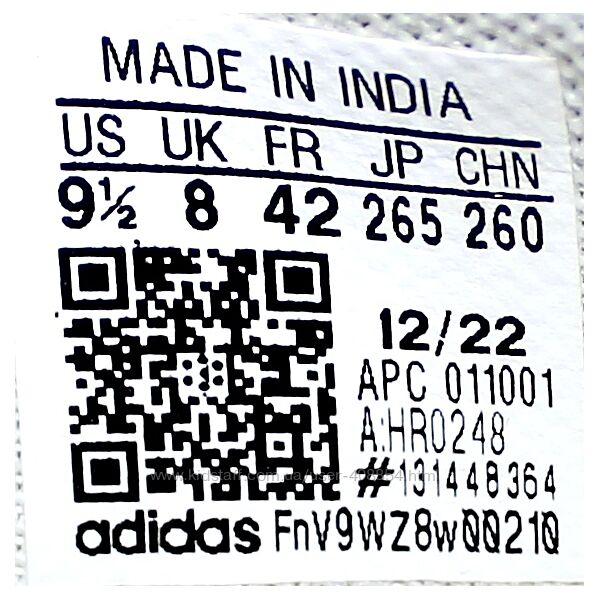 MADE IN INDIA
US UK FR JP CHN
9½ 8 42 265 260
12/22
APC 011001
A:HR0248
#131448364
adidas FnV9WZ8w00210